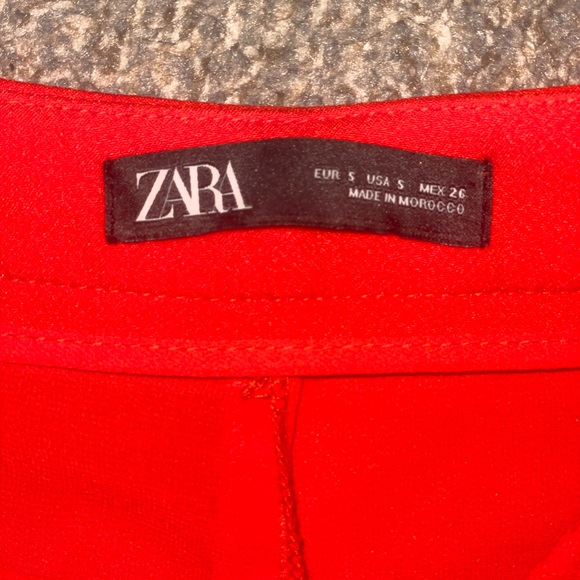 ZARA
EUR S USA S MEX 26
MADE IN MOROCCO